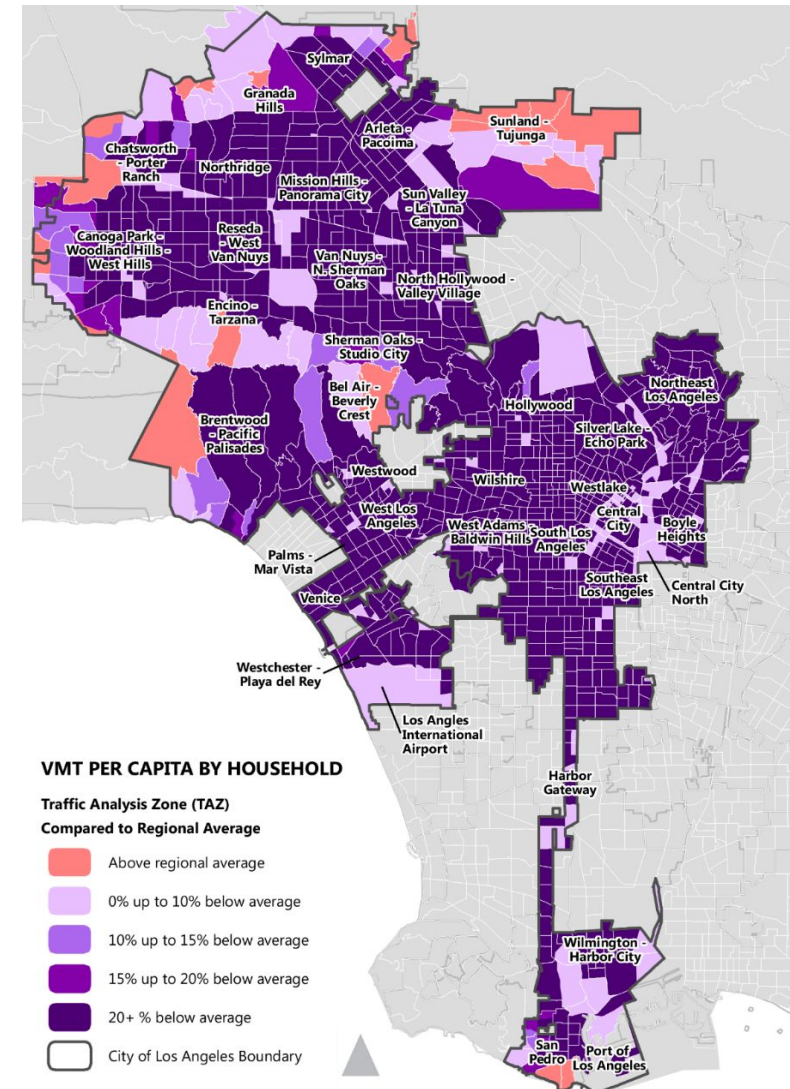 Sylmar
Granada
Hills
Sunland -
Tujunga
Arleta -
Pacoima
Chatsworth
- Porter
Ranch
Northridge
Mission Hills -
Panorama City
Sun Valley
- La Tuna
Canyon
Canoga Park -
Woodland Hills -
West Hills
Reseda
- West
Van Nuys
Van Nuys -
N. Sherman
Oaks
North Hollywood -
Valley Village
Encino -
Tarzana
Sherman Oaks -
Studio City
Bel Air -
Beverly
Crest
Hollywood
Northeast
Los Angeles
Brentwood
- Pacific
Palisades
Silver Lake -
Echo Park
Westwood
Wilshire
Westlake
West Los
Angeles
Central
City
Boyle
Heights
West Adams -
Baldwin Hills
South Los
Angeles
Palms -
Mar Vista
Southeast
Los Angeles
Central City
North
Venice
Westchester -
Playa del Rey
Los Angles
International
Airport
Harbor
Gateway
Wilmington -
Harbor City
San
Pedro
Port of
Los Angeles
VMT PER CAPITA BY HOUSEHOLD
Traffic Analysis Zone (TAZ)
Compared to Regional Average
Above regional average
0% up to 10% below average
10% up to 15% below average
15% up to 20% below average
20+ % below average
City of Los Angeles Boundary